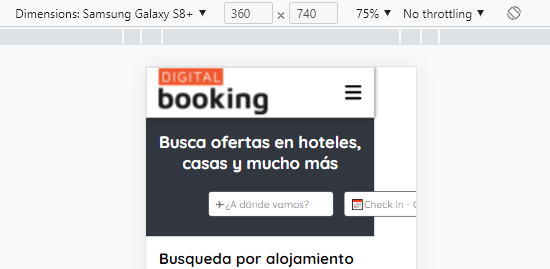 Dimensions: Samsung Galaxy S8+ ▼ 360 × 740 75% ▼ No throttling ▼
DIGITAL
booking
Busca ofertas en hoteles,
casas y mucho más
¿A dónde vamos? Check in -
Busqueda por alojamiento